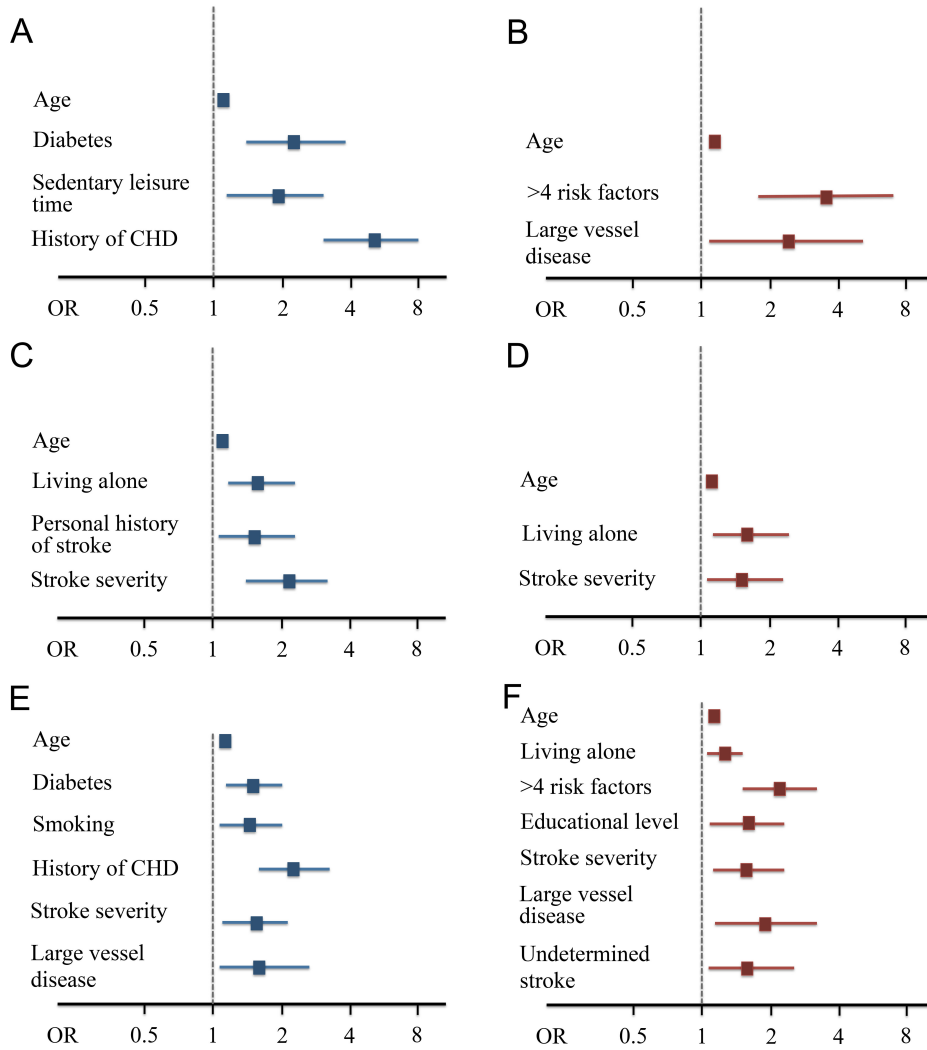 A
Age
Diabetes
Sedentary leisure
time
History of CHD
OR 0.5 1 2 4 8
B
Age
>4 risk factors
Large vessel
disease
OR 0.5 1 2 4 8
C
Age
Living alone
Personal history
of stroke
Stroke severity
OR 0.5 1 2 4 8
D
Age
Living alone
Stroke severity
OR 0.5 1 2 4 8
E
Age
Diabetes
Smoking
History of CHD
Stroke severity
Large vessel
disease
OR 0.5 1 2 4 8
F
Age
Living alone
>4 risk factors
Educational level
Stroke severity
Large vessel
disease
Undetermined
stroke
OR 0.5 1 2 4 8